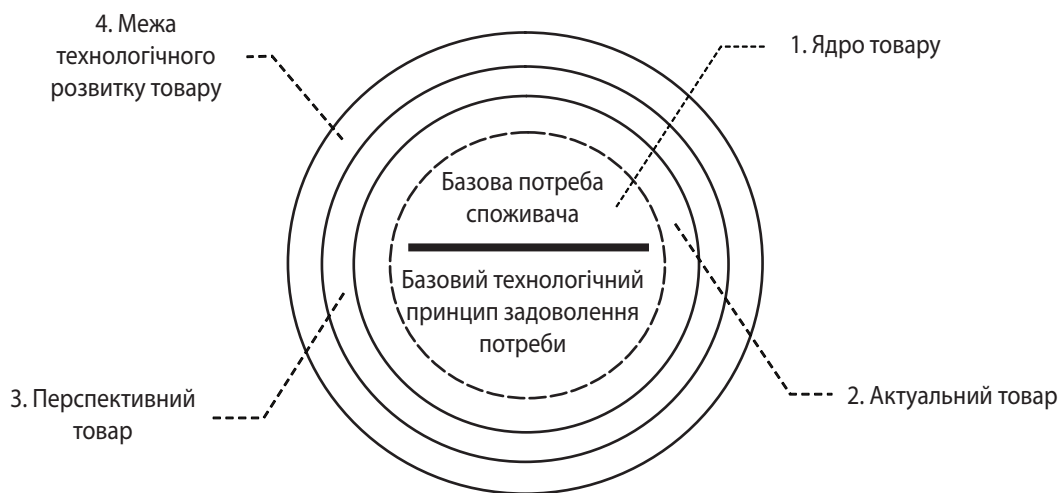 4. Межа
технологічного
розвитку товару
1. Ядро товару
Базова потреба
споживача
Базовий технологічний
принцип задоволення
потреби
3. Перспективний
товар
2. Актуальний товар